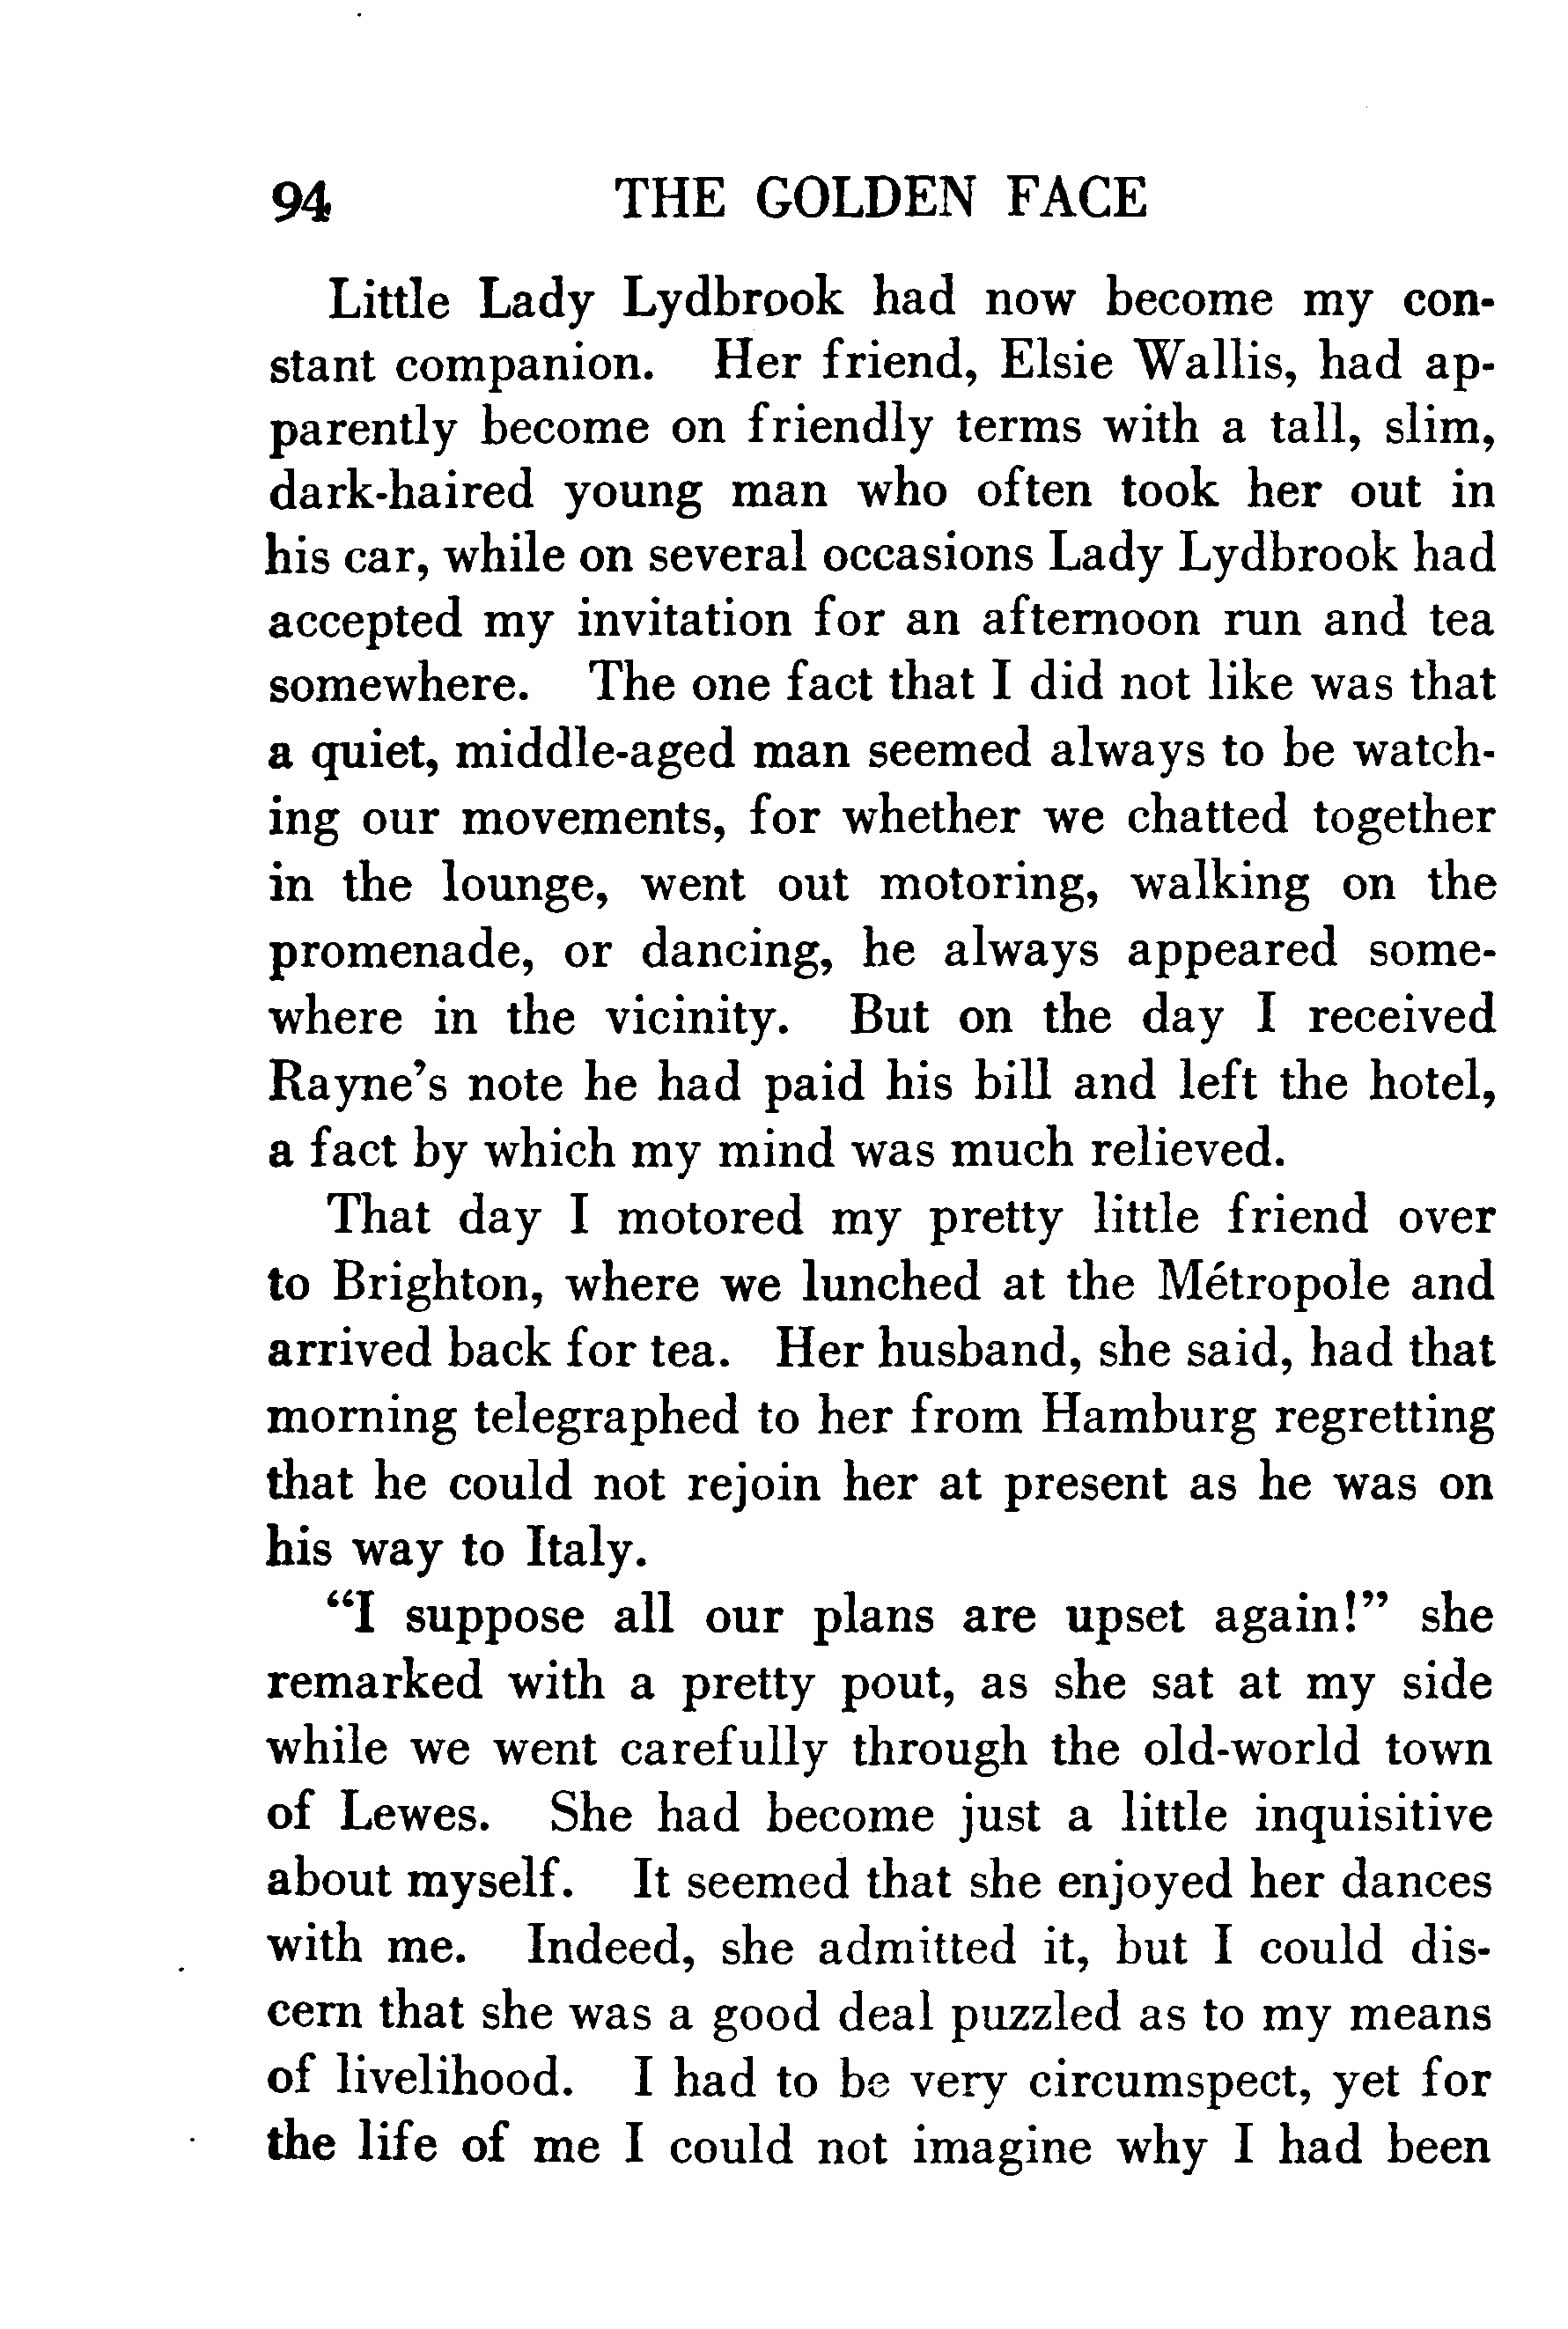 94 THE GOLDEN FACE
Little Lady Lydbrook had now become my con-
stant companion. Her friend, Elsie Wallis, had ap-
parently become on friendly terms with a tall, slim,
dark-haired young man who often took her out in
his car, while on several occasions Lady Lydbrook had
accepted my invitation for an afternoon run and tea
somewhere. The one fact that I did not like was that
a quiet, middle-aged man seemed always to be watch-
ing our movements, for whether we chatted together
in the lounge, went out motoring, walking on the
promenade, or dancing, he always appeared some-
where in the vicinity. But on the day I received
Rayne's note he had paid his bill and left the hotel,
a fact by which my mind was much relieved.
That day I motored my pretty little friend over
to Brighton, where we lunched at the Métropole and
arrived back for tea. Her husband, she said, had that
morning telegraphed to her from Hamburg regretting
that he could not rejoin her at present as he was on
his way to Italy.
“I suppose all our plans are upset again!” she
remarked with a pretty pout, as she sat at my side
while we went carefully through the old-world town
of Lewes. She had become just a little inquisitive
about myself. It seemed that she enjoyed her dances
with me. Indeed, she admitted it, but I could dis-
cern that she was a good deal puzzled as to my means
of livelihood. I had to be very circumspect, yet for
the life of me I could not imagine why I had been